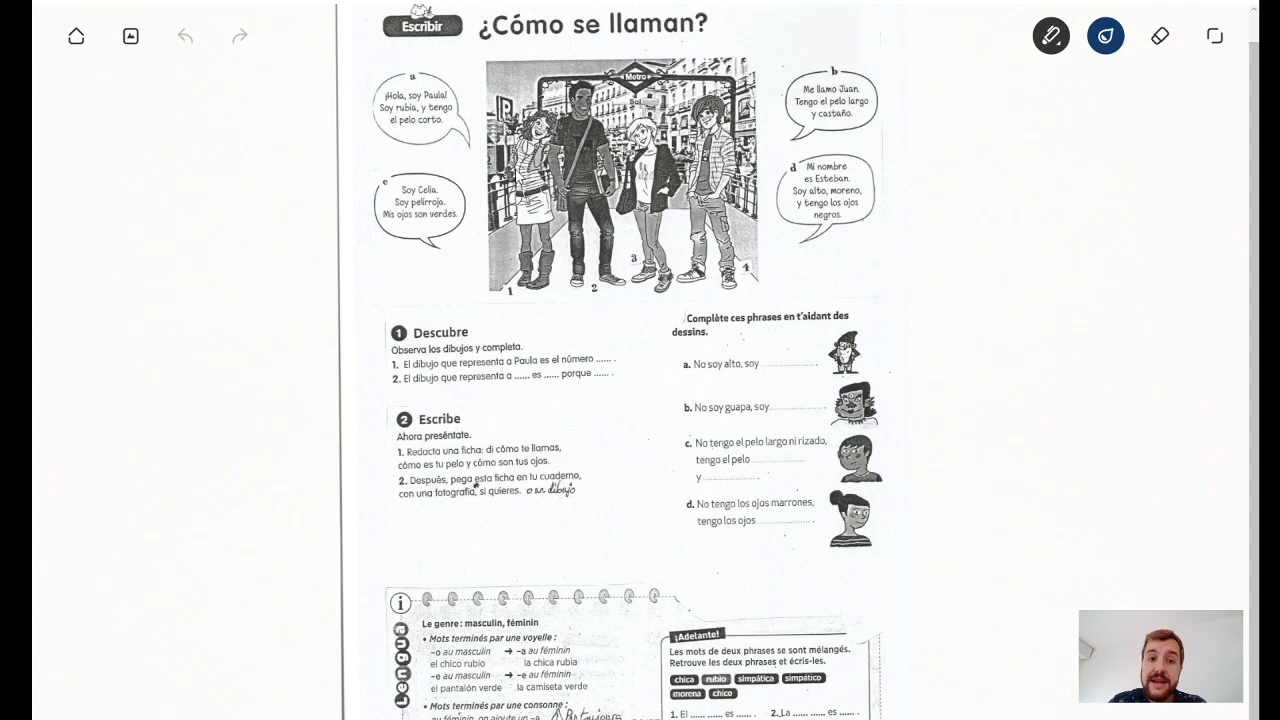 Escribir
¿Cómo se llaman?
a
¡Hola, soy Paula!
Soy rubia, y tengo
el pelo corto.
b
Me llamo Juan.
Tengo el pelo largo
y castaño.
Metro
Sol
c
Soy Celia.
Soy pelirroja.
Mis ojos son verdes.
d
Mi nombre
es Esteban.
Soy alto, moreno,
y tengo los ojos
negros.
1
2
3
4
1 Descubre
Observa los dibujos y completa.
1. El dibujo que representa a Paula es el número ...... .
2. El dibujo que representa a ...... es ...... porque ...... .
2 Escribe
Ahora preséntate.
1. Redacta una ficha: di cómo te llamas,
cómo es tu pelo y cómo son tus ojos.
2. Después, pega esta ficha en tu cuaderno,
con una fotografía, si quieres. o un dibujo
Complète ces phrases en t'aidant des
dessins.
a. No soy alto, soy .................. .
b. No soy guapa, soy .................. .
c. No tengo el pelo largo ni rizado,
tengo el pelo ..................
y .................. .
d. No tengo los ojos marrones,
tengo los ojos .................. .
i
Langue
Le genre : masculin, féminin
• Mots terminés par une voyelle :
-o au masculin → -a au féminin
el chico rubio la chica rubia
-e au masculin → -e au féminin
el pantalón verde la camiseta verde
• Mots terminés par une consonne :
au féminin, on ajoute un -a
¡Adelante!
Les mots de deux phrases se sont mélangés.
Retrouve les deux phrases et écris-les.
chica rubio simpática simpático
morena chico
1. El ...... ...... es ...... . 2. La ...... ...... es ...... .